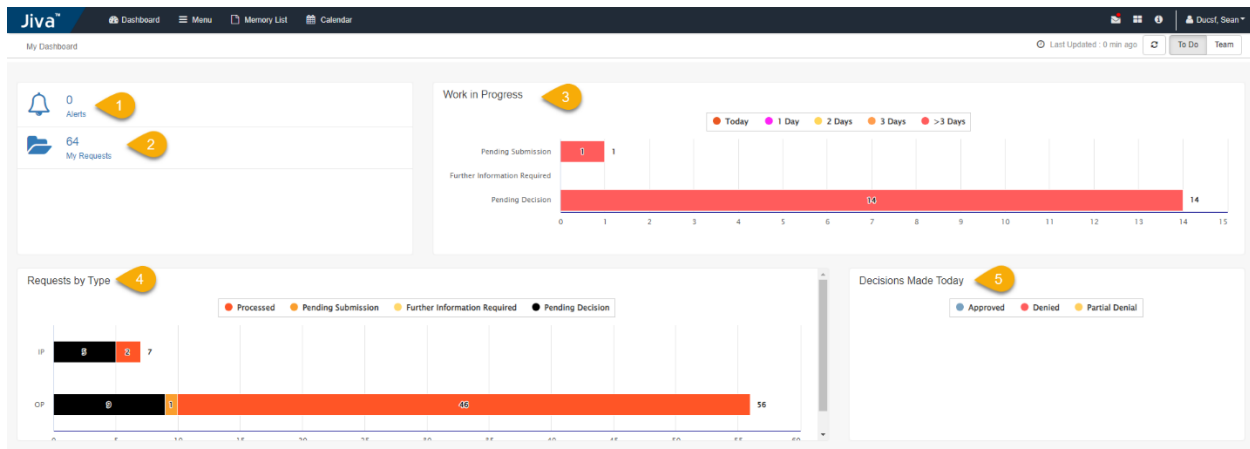 Jiva™ Dashboard Menu Memory List Calendar Ducsf, Sean
My Dashboard Last Updated : 0 min ago To Do Team
0
Alerts
1
64
My Requests
2
Work in Progress 3
Today 1 Day 2 Days 3 Days >3 Days
Pending Submission 1 1
Further Information Required
Pending Decision 14 14
0 1 2 3 4 5 6 7 8 9 10 11 12 13 14 15
Requests by Type 4
Processed Pending Submission Further Information Required Pending Decision
IP 5 2 7
OP 9 1 46 56
0 5 10 15 20 25 30 35 40 45 50 55 60
Decisions Made Today 5
Approved Denied Partial Denial